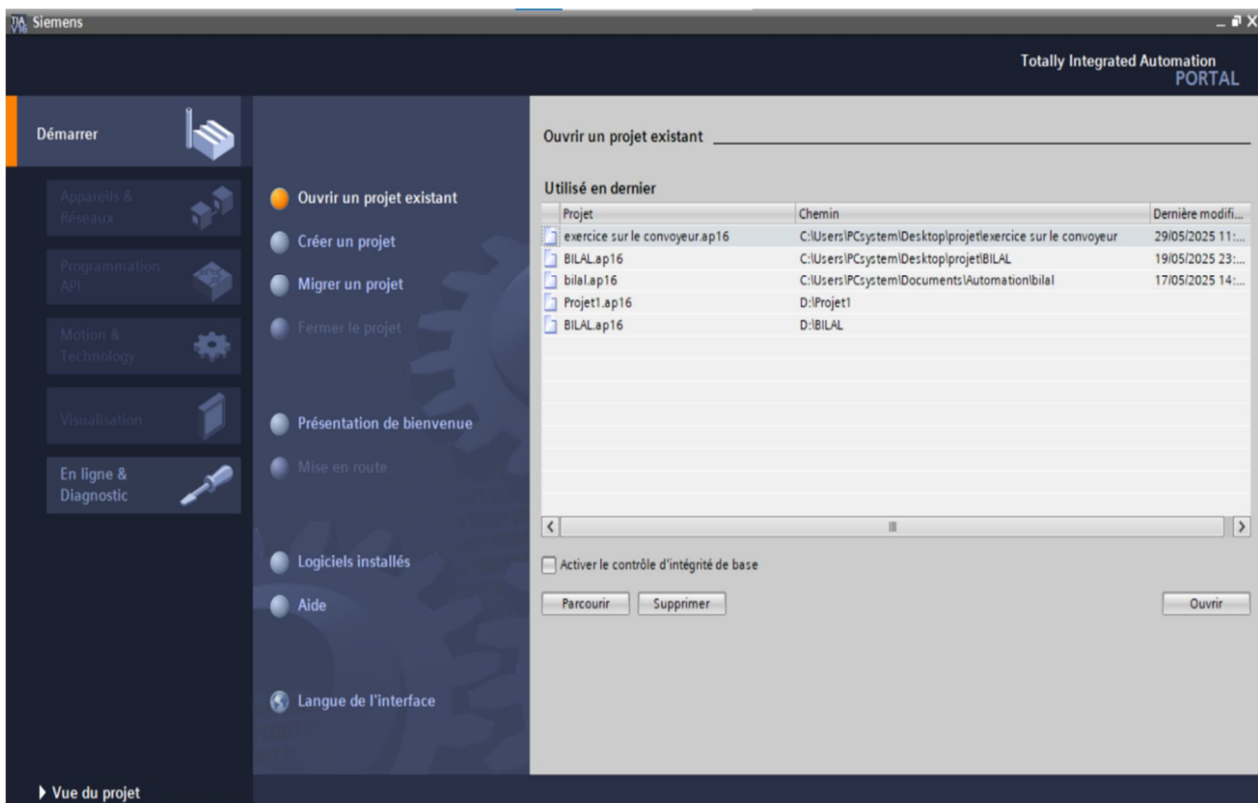 TIA V16 Siemens
Totally Integrated Automation
PORTAL
Démarrer
Appareils &
Réseaux
Programmation
API
Motion &
Technology
Visualisation
En ligne &
Diagnostic
Ouvrir un projet existant
Créer un projet
Migrer un projet
Fermer le projet
Présentation de bienvenue
Mise en route
Logiciels installés
Aide
Langue de l'interface
Ouvrir un projet existant
Utilisé en dernier
Projet Chemin Dernière modifi...
exercice sur le convoyeur.ap16 C:\Users\PCsystem\Desktop\projet\exercice sur le convoyeur 29/05/2025 11:...
BILAL.ap16 C:\Users\PCsystem\Desktop\projet\BILAL 19/05/2025 23:...
bilal.ap16 C:\Users\PCsystem\Documents\Automation\bilal 17/05/2025 14:...
Projet1.ap16 D:\Projet1
BILAL.ap16 D:\BILAL
Activer le contrôle d'intégrité de base
Parcourir Supprimer Ouvrir
Vue du projet